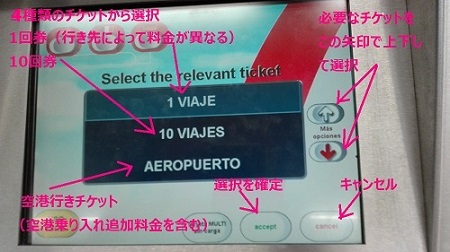 4種類のチケットから選択
1回券（行き先によって料金が異なる）
10回券
必要なチケットを
この矢印で上下し
て選択
Select the relevant ticket
1 VIAJE
10 VIAJES
AEROPUERTO
Más
opciones
空港行きチケット
（空港乗り入れ追加料金を含む）
選択を確定
キャンセル
MULTI
carga
accept
cancel